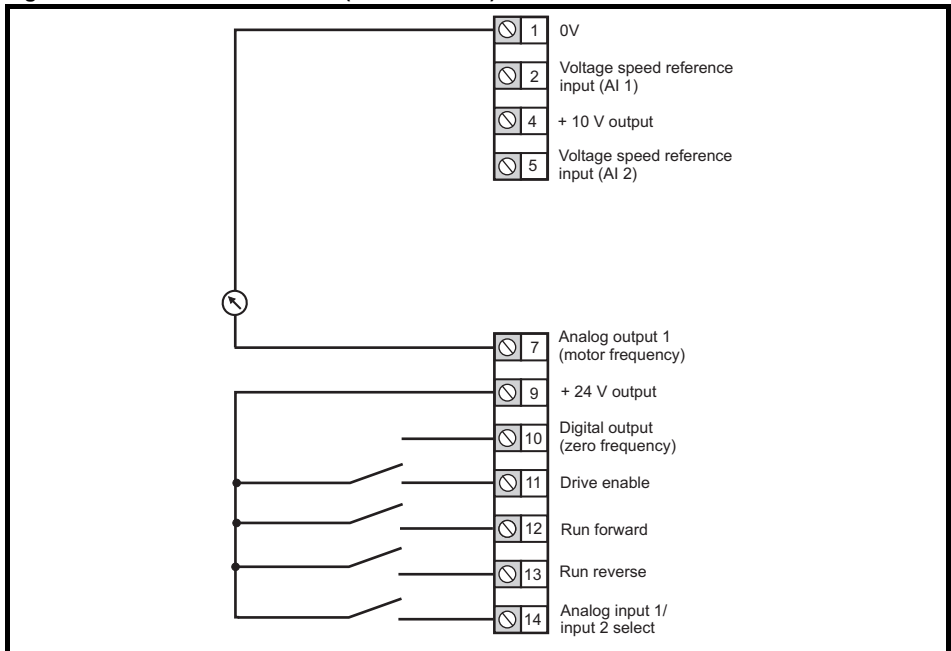 1 0V
2 Voltage speed reference
input (AI 1)
4 + 10 V output
5 Voltage speed reference
input (AI 2)
7 Analog output 1
(motor frequency)
9 + 24 V output
10 Digital output
(zero frequency)
11 Drive enable
12 Run forward
13 Run reverse
14 Analog input 1/
input 2 select